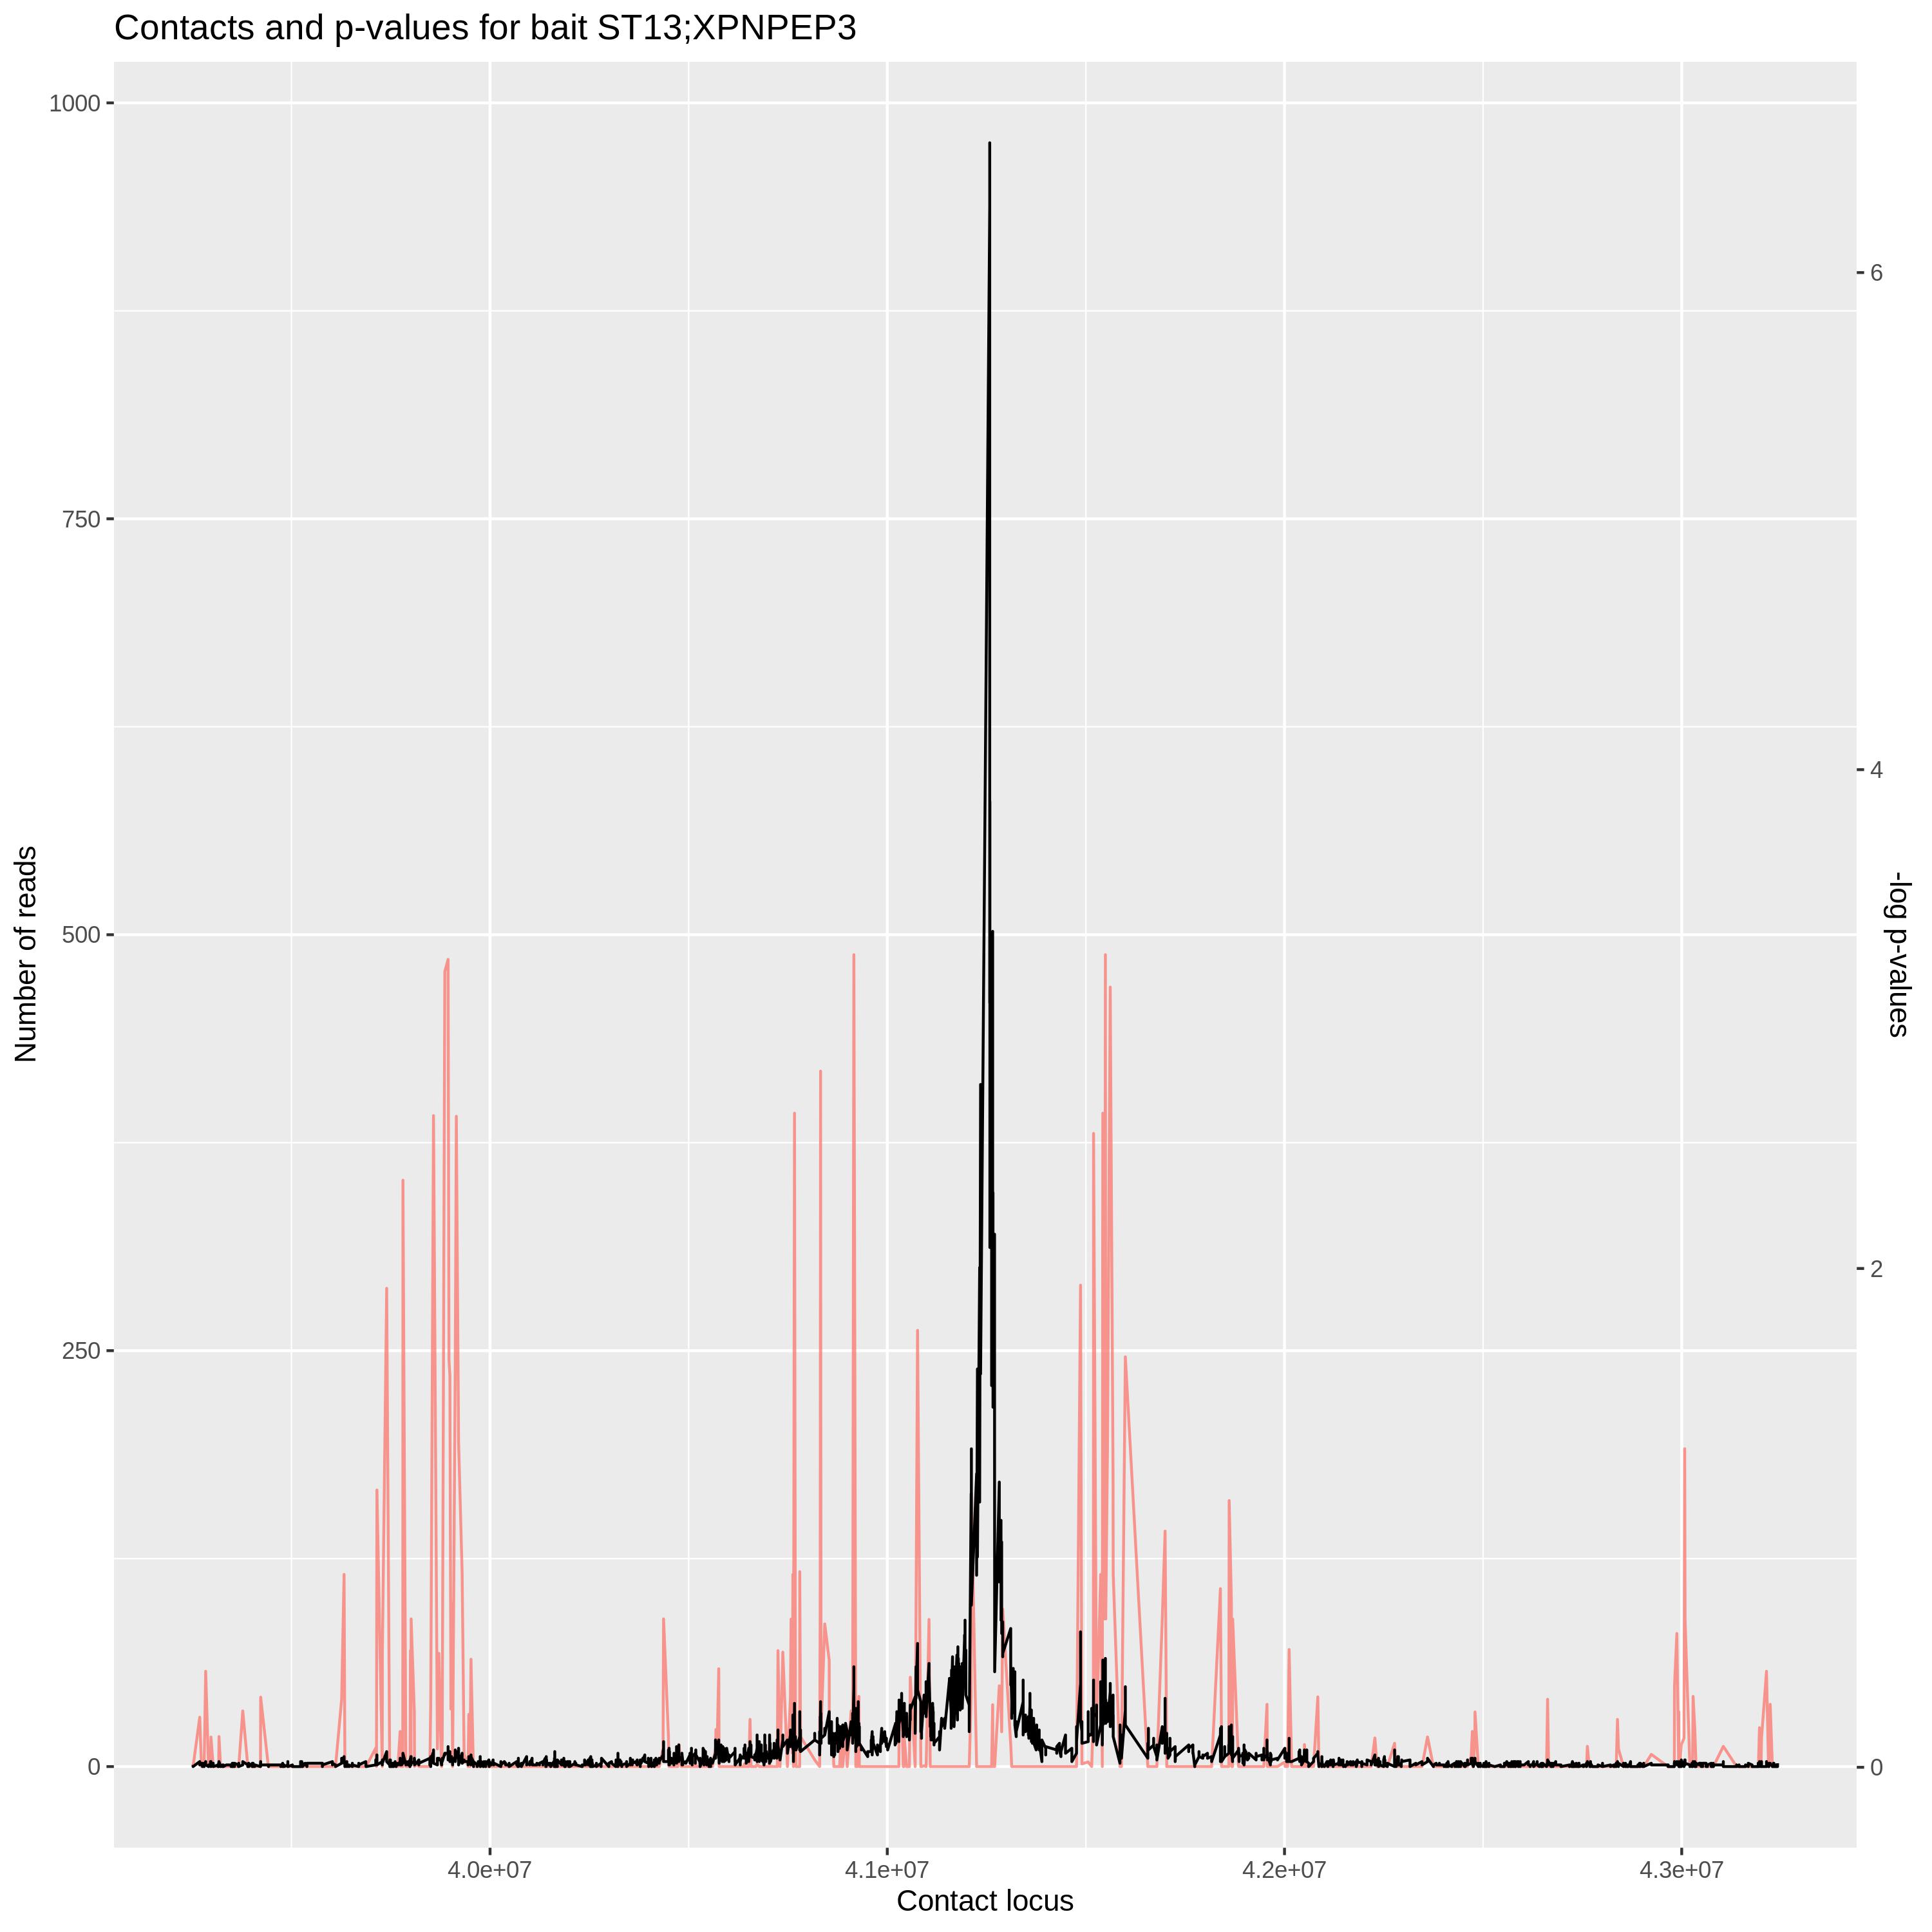 Contacts and p-values for bait ST13;XPNPEP3
1000
750
500
250
0
Number of reads
6
4
2
0
-log p-values
4.0e+07
4.1e+07
4.2e+07
4.3e+07
Contact locus